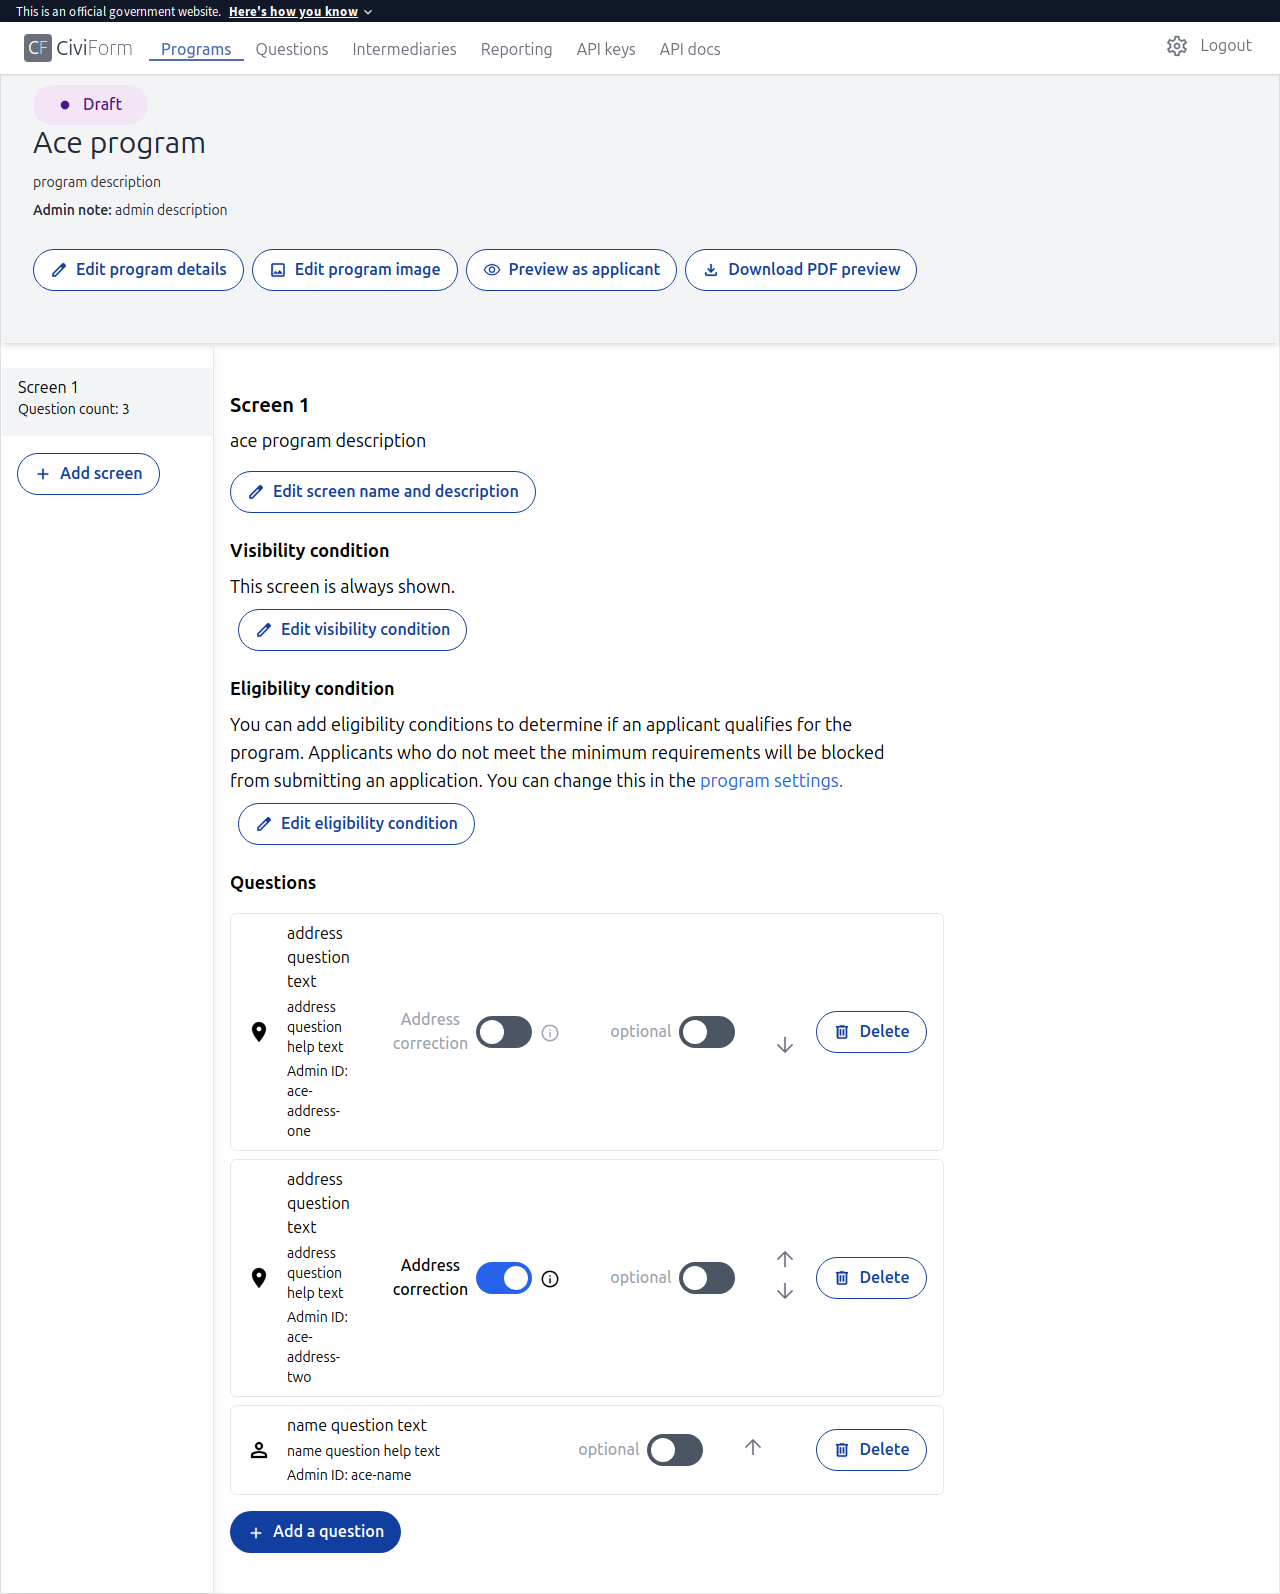 This is an official government website. Here's how you know
CF CiviForm Programs Questions Intermediaries Reporting API keys API docs Logout
Draft
Ace program
program description
Admin note: admin description
Edit program details Edit program image Preview as applicant Download PDF preview
Screen 1
Question count: 3
Add screen
Screen 1
ace program description
Edit screen name and description
Visibility condition
This screen is always shown.
Edit visibility condition
Eligibility condition
You can add eligibility conditions to determine if an applicant qualifies for the
program. Applicants who do not meet the minimum requirements will be blocked
from submitting an application. You can change this in the program settings.
Edit eligibility condition
Questions
address
question
text
address
question
help text
Admin ID:
ace-
address-
one
Address
correction
optional
Delete
address
question
text
address
question
help text
Admin ID:
ace-
address-
two
Address
correction
optional
Delete
name question text
name question help text
Admin ID: ace-name
optional
Delete
Add a question